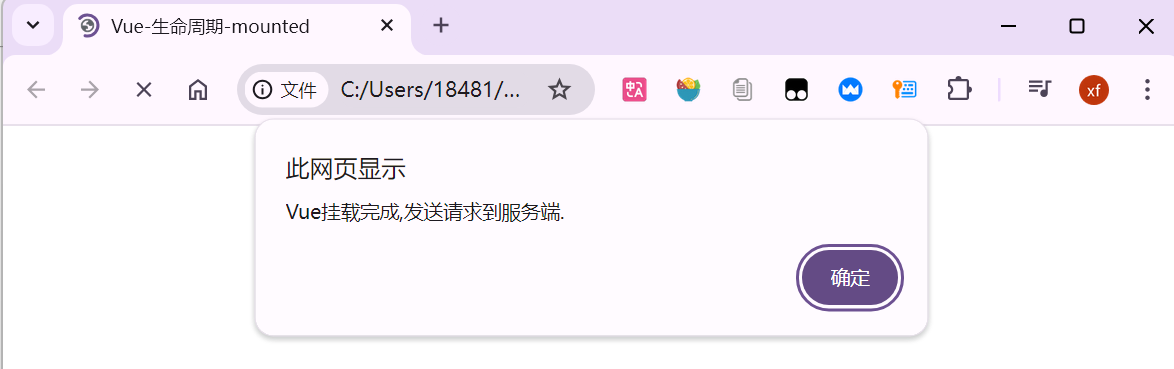 Vue-生命周期-mounted
文件 C:/Users/18481/...
xf
此网页显示
Vue挂载完成,发送请求到服务端.
确定